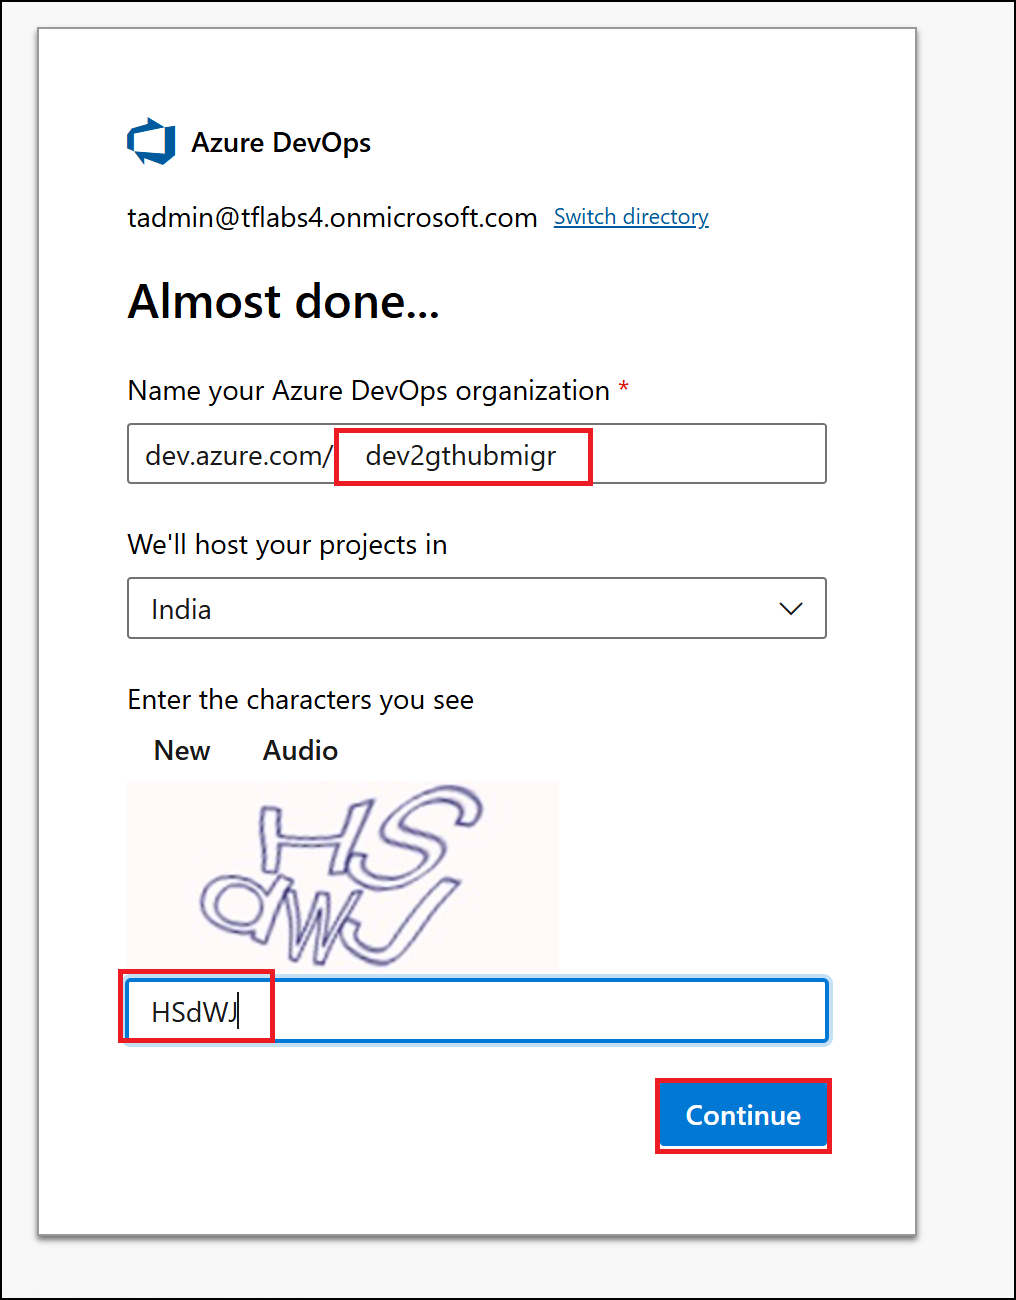 Azure DevOps
tadmin@tflabs4.onmicrosoft.com Switch directory
Almost done...
Name your Azure DevOps organization *
dev.azure.com/ dev2gthubmigr
We'll host your projects in
India
Enter the characters you see
New Audio
HS
dWJ
HSdWJ
Continue